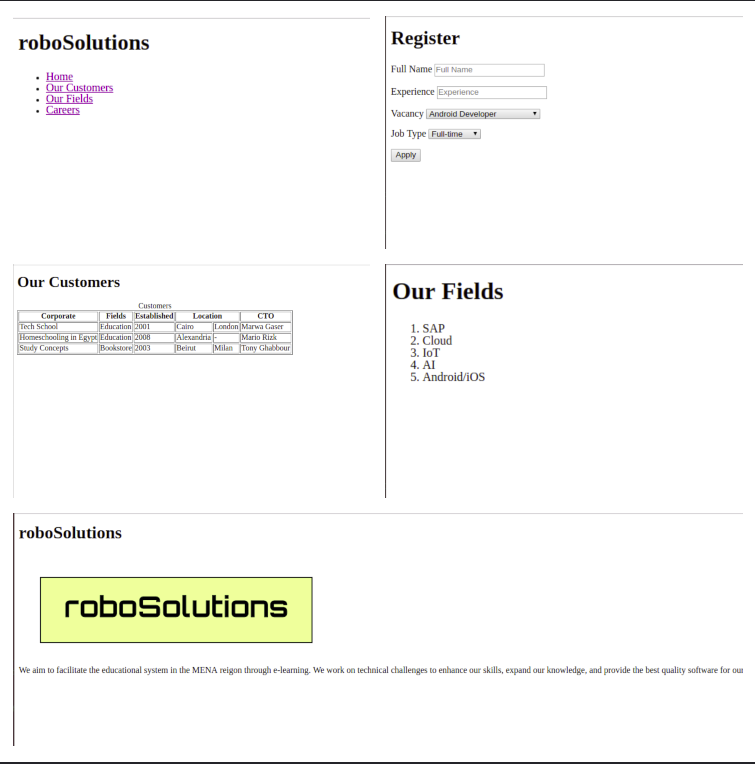 roboSolutions
Home
Our Customers
Our Fields
Careers
Register
Full Name Full Name
Experience Experience
Vacancy Android Developer
Job Type Full-time
Apply
Our Customers
Customers
Corporate Fields Established Location CTO
Tech School Education 2001 Cairo London Marwa Gaser
Homeschooling in Egypt Education 2008 Alexandria - Mario Rizk
Study Concepts Bookstore 2003 Beirut Milan Tony Ghabbour
Our Fields
1. SAP
2. Cloud
3. IoT
4. AI
5. Android/iOS
roboSolutions
roboSolutions
We aim to facilitate the educational system in the MENA reigon through e-learning. We work on technical challenges to enhance our skills, expand our knowledge, and provide the best quality software for our